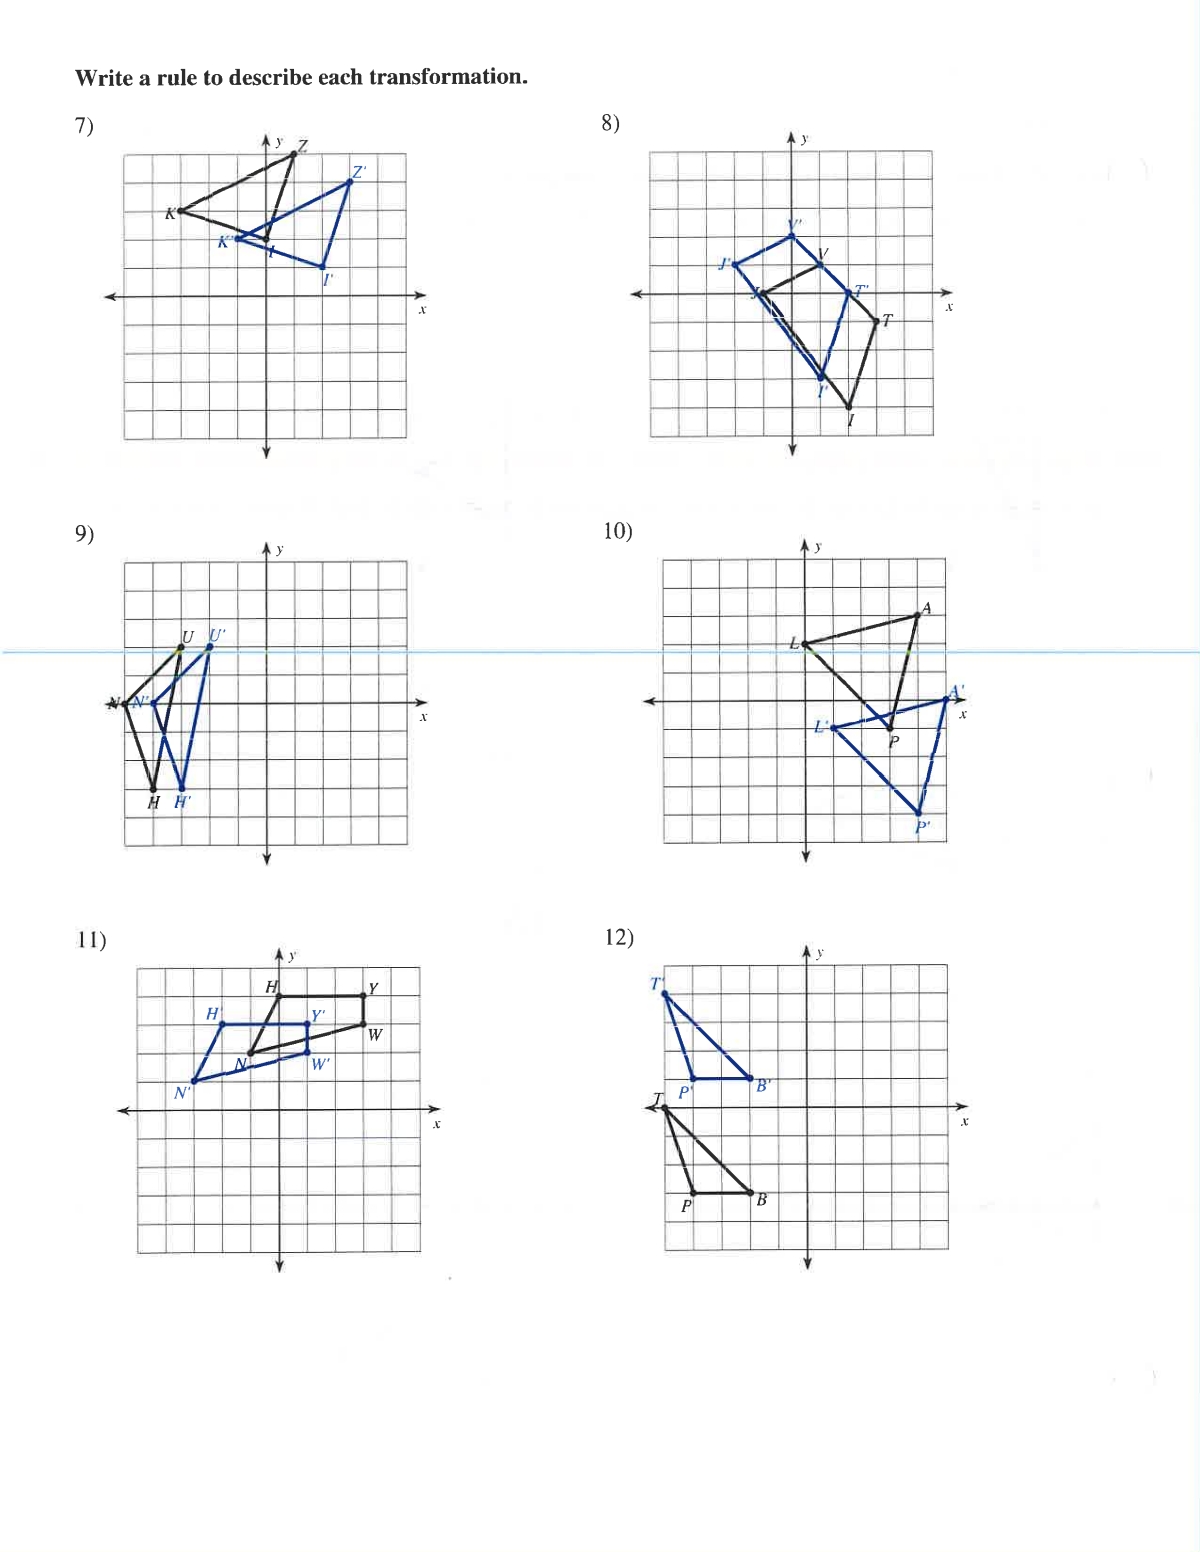 Write a rule to describe each transformation.
7)
8)
y
Z
Z'
K
K'
I
I'
x
y
V'
J'
V
J
T'
T
x
I'
I
9)
10)
y
U
U'
N
N'
x
H
H'
y
A
L
A'
x
L'
P
P'
11)
12)
y
H
Y
H'
Y'
W
N
W'
N'
x
y
T'
P'
B'
T
x
P
B